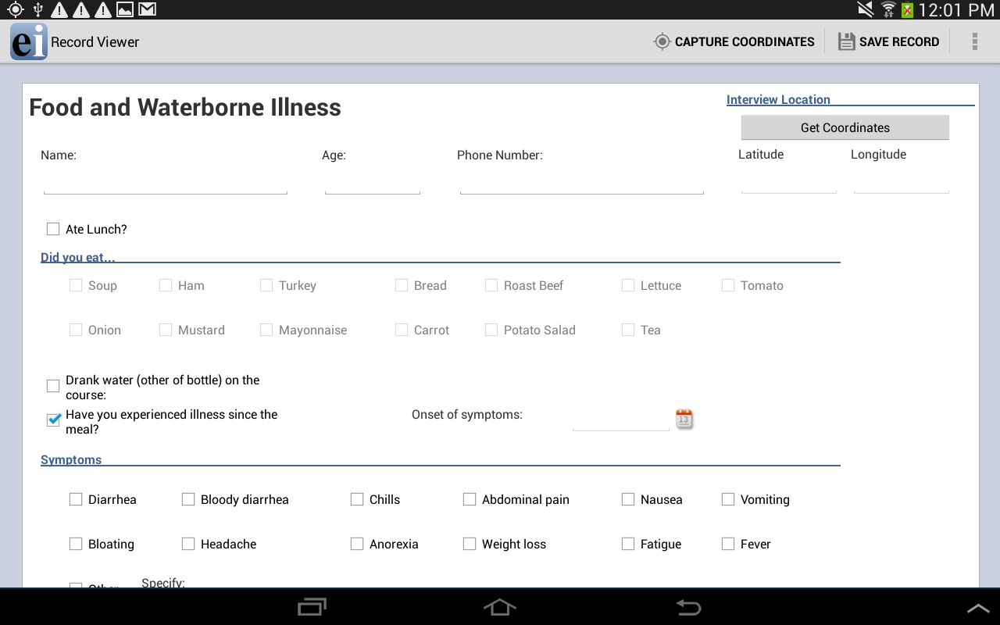 12:01 PM
ei Record Viewer CAPTURE COORDINATES SAVE RECORD
Food and Waterborne Illness
Interview Location
Get Coordinates
Name: Age: Phone Number: Latitude Longitude
Ate Lunch?
Did you eat...
Soup Ham Turkey Bread Roast Beef Lettuce Tomato
Onion Mustard Mayonnaise Carrot Potato Salad Tea
Drank water (other of bottle) on the
course:
Have you experienced illness since the
meal?
Onset of symptoms: 13
Symptoms
Diarrhea Bloody diarrhea Chills Abdominal pain Nausea Vomiting
Bloating Headache Anorexia Weight loss Fatigue Fever
Other Specify: